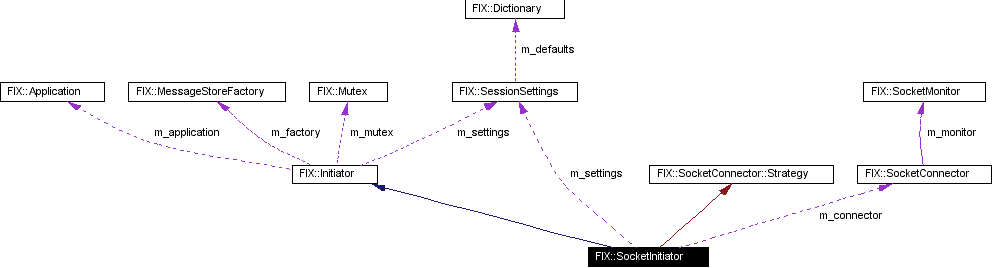 FIX::Dictionary
m_defaults
FIX::Application
FIX::MessageStoreFactory
FIX::Mutex
FIX::SessionSettings
FIX::SocketMonitor
m_application
m_factory
m_mutex
m_settings
m_monitor
FIX::Initiator
m_settings
FIX::SocketConnector::Strategy
FIX::SocketConnector
m_connector
FIX::SocketInitiator